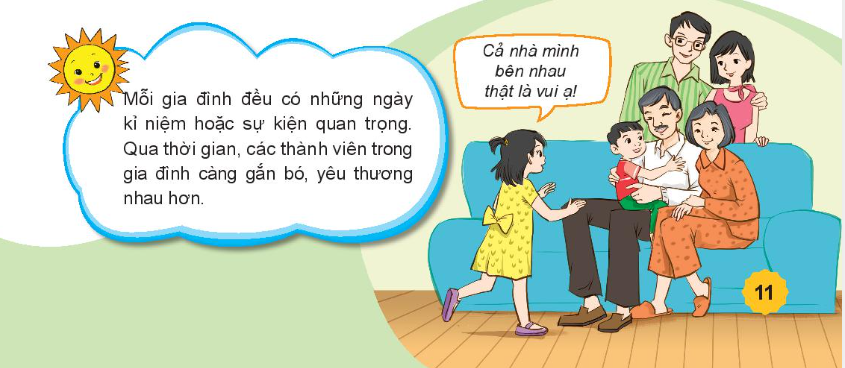 Mỗi gia đình đều có những ngày
kỉ niệm hoặc sự kiện quan trọng.
Qua thời gian, các thành viên trong
gia đình càng gắn bó, yêu thương
nhau hơn.
Cả nhà mình
bên nhau
thật là vui ạ!
11